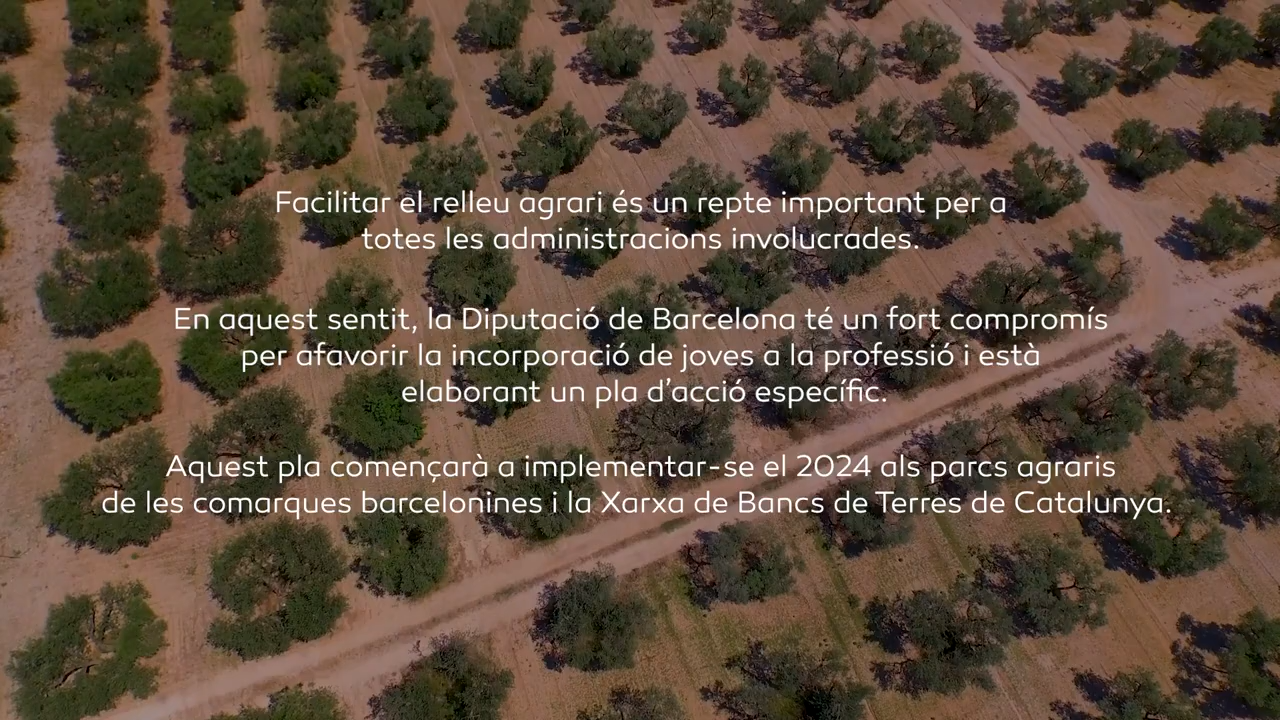 Facilitar el relleu agrari és un repte important per a
totes les administracions involucrades.
En aquest sentit, la Diputació de Barcelona té un fort compromís
per afavorir la incorporació de joves a la professió i està
elaborant un pla d’acció específic.
Aquest pla començarà a implementar-se el 2024 als parcs agraris
de les comarques barcelonines i la Xarxa de Bancs de Terres de Catalunya.